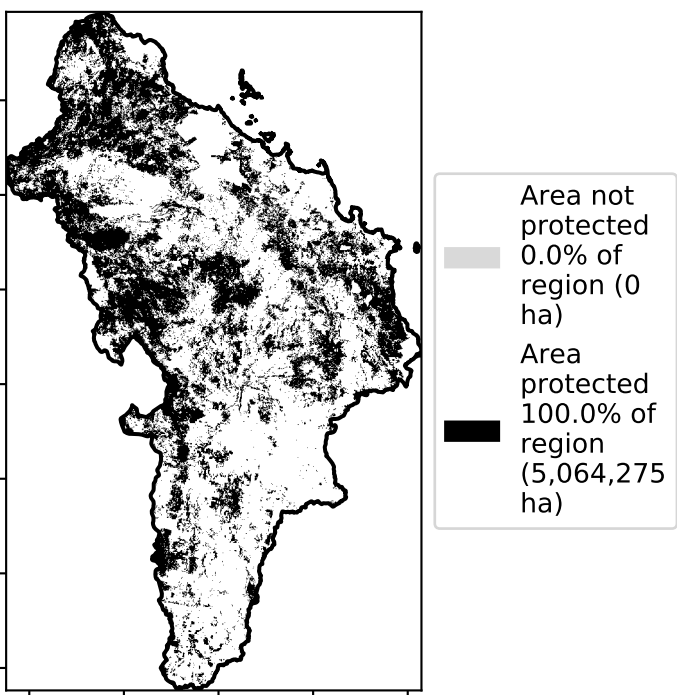 Area not
protected
0.0% of
region (0
ha)
Area
protected
100.0% of
region
(5,064,275
ha)